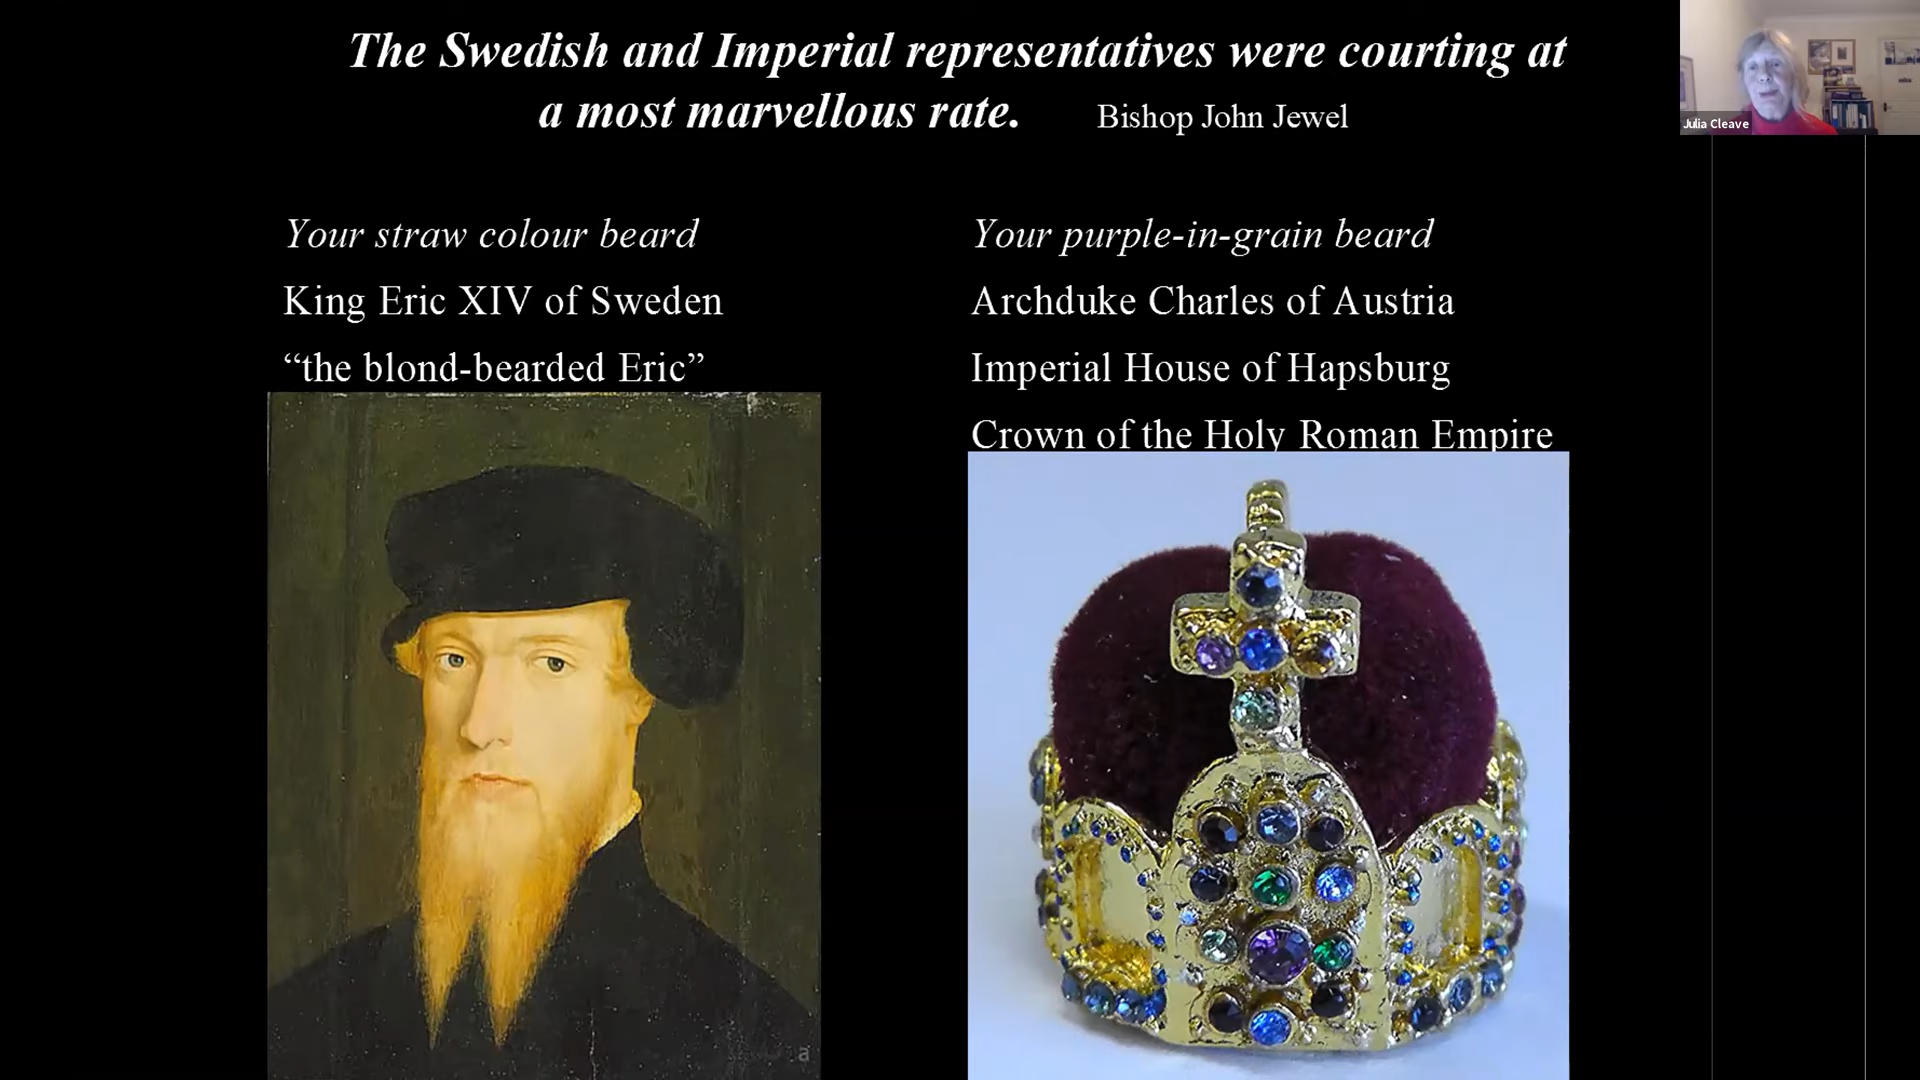 The Swedish and Imperial representatives were courting at
a most marvellous rate. Bishop John Jewel
Julia Cleave
Your straw colour beard
King Eric XIV of Sweden
“the blond-bearded Eric”
Your purple-in-grain beard
Archduke Charles of Austria
Imperial House of Hapsburg
Crown of the Holy Roman Empire
a